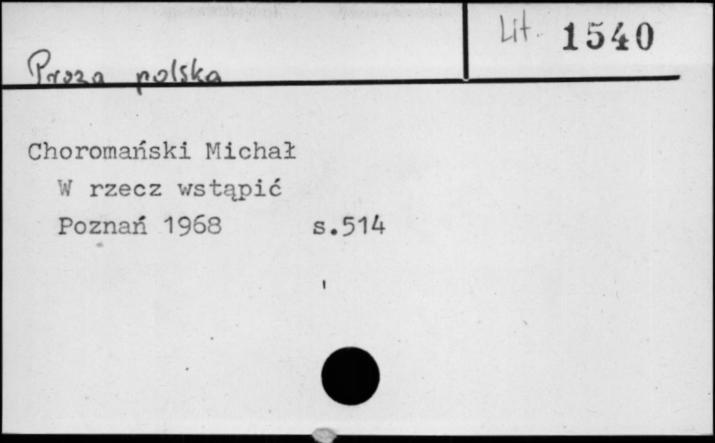 Proza polska
Lit. 1540
Choromański Michał
W rzecz wstąpić
Poznań 1968 s.514